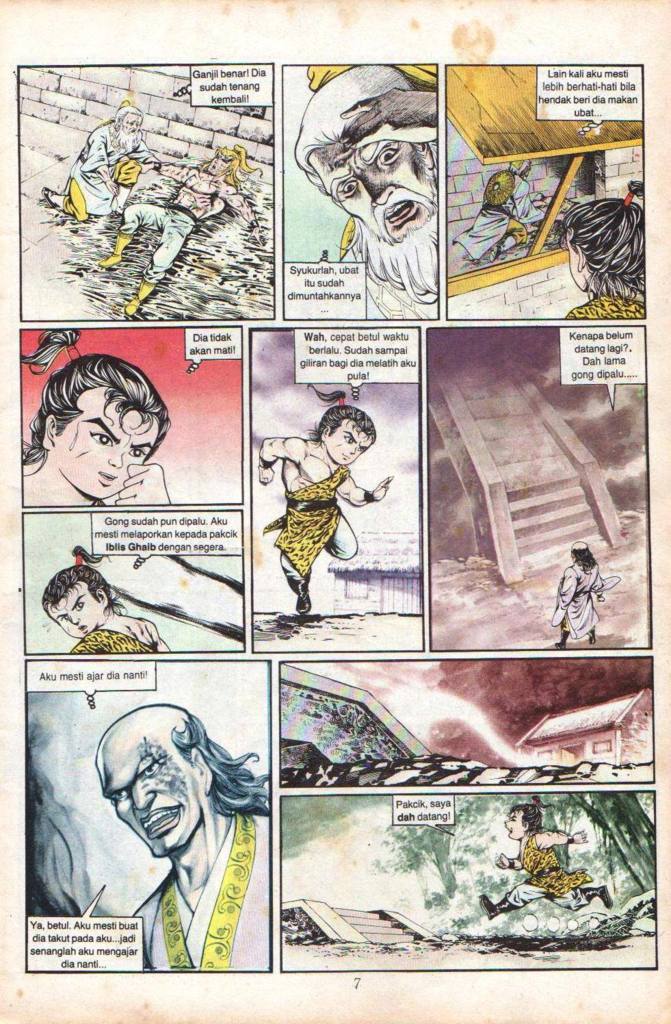 Ganjil benar! Dia
sudah tenang
kembali!
Syukurlah, ubat
itu sudah
dimuntahkannya
...
Lain kali aku mesti
lebih berhati-hati bila
hendak beri dia makan
ubat...
Dia tidak
akan mati!
Gong sudah pun dipalu. Aku
mesti melaporkan kepada pakcik
Iblis Ghaib dengan segera.
Wah, cepat betul waktu
berlalu. Sudah sampai
giliran bagi dia melatih aku
pula!
Kenapa belum
datang lagi?.
Dah lama
gong dipalu.....
Aku mesti ajar dia nanti!
Ya, betul. Aku mesti buat
dia takut pada aku...jadi
senanglah aku mengajar
dia nanti...
Pakcik, saya
dah datang!
7